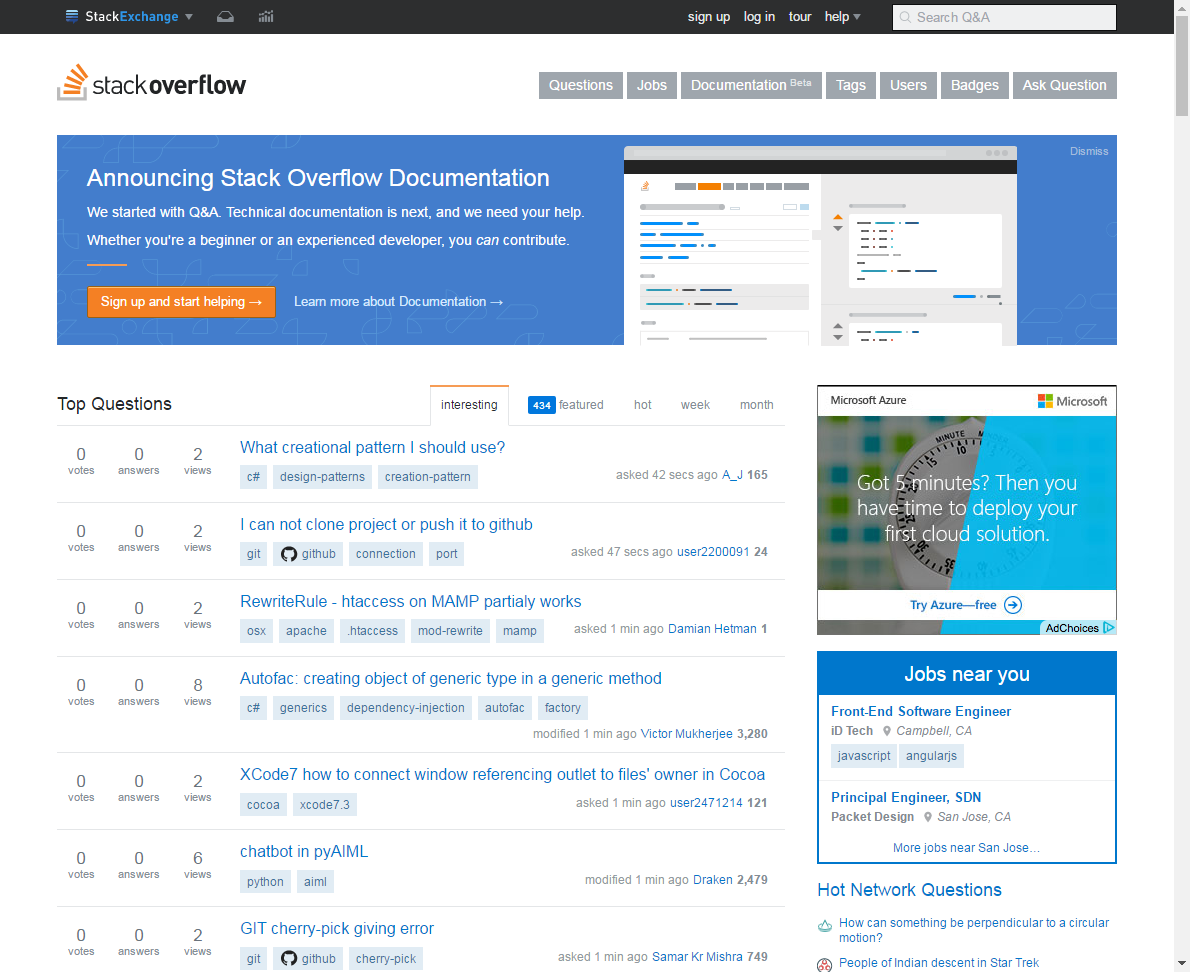 StackExchange
sign up log in tour help
Search Q&A
stackoverflow
Questions Jobs Documentation Beta Tags Users Badges Ask Question
Dismiss
Announcing Stack Overflow Documentation
We started with Q&A. Technical documentation is next, and we need your help.
Whether you're a beginner or an experienced developer, you can contribute.
Sign up and start helping → Learn more about Documentation →
Top Questions
interesting 434 featured hot week month
0 votes 0 answers 2 views
What creational pattern I should use?
c# design-patterns creation-pattern
asked 42 secs ago A_J 165
0 votes 0 answers 2 views
I can not clone project or push it to github
git github connection port
asked 47 secs ago user2200091 24
0 votes 0 answers 2 views
RewriteRule - htaccess on MAMP partialy works
osx apache .htaccess mod-rewrite mamp
asked 1 min ago Damian Hetman 1
0 votes 0 answers 8 views
Autofac: creating object of generic type in a generic method
c# generics dependency-injection autofac factory
modified 1 min ago Victor Mukherjee 3,280
0 votes 0 answers 2 views
XCode7 how to connect window referencing outlet to files' owner in Cocoa
cocoa xcode7.3
asked 1 min ago user2471214 121
0 votes 0 answers 6 views
chatbot in pyAIML
python aiml
modified 1 min ago Draken 2,479
0 votes 0 answers 2 views
GIT cherry-pick giving error
git github cherry-pick
asked 1 min ago Samar Kr Mishra 749
Microsoft Azure Microsoft
MINUTE
Got 5 minutes? Then you
have time to deploy your
first cloud solution.
Try Azure—free
AdChoices
Jobs near you
Front-End Software Engineer
iD Tech Campbell, CA
javascript angularjs
Principal Engineer, SDN
Packet Design San Jose, CA
More jobs near San Jose...
Hot Network Questions
How can something be perpendicular to a circular
motion?
People of Indian descent in Star Trek